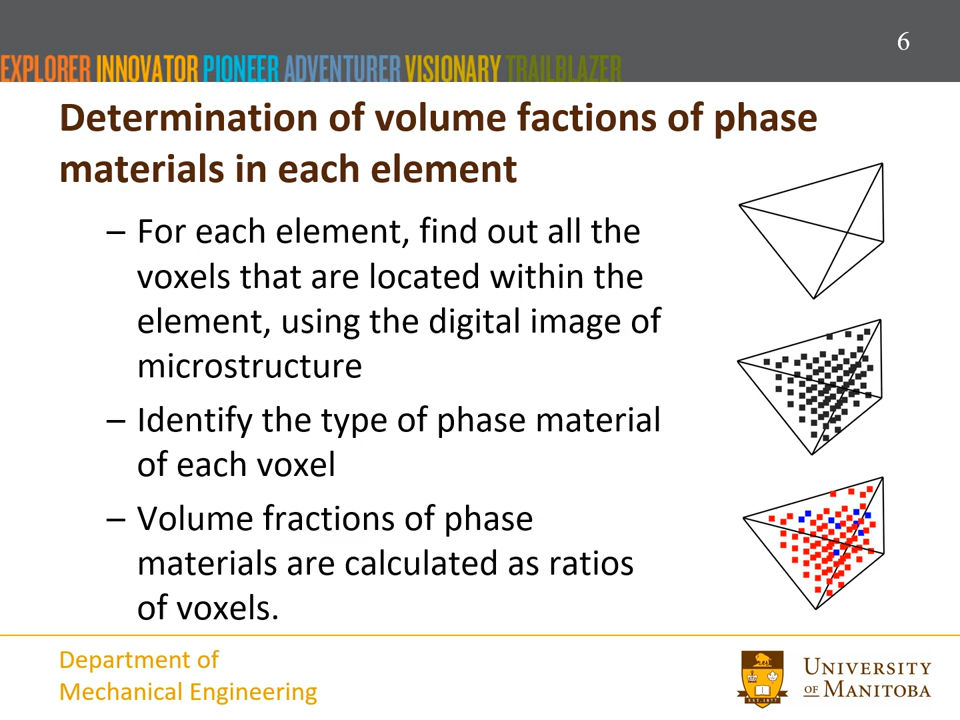 6
EXPLORER INNOVATOR PIONEER ADVENTURER VISIONARY TRAILBLAZER
Determination of volume factions of phase
materials in each element
– For each element, find out all the
voxels that are located within the
element, using the digital image of
microstructure
– Identify the type of phase material
of each voxel
– Volume fractions of phase
materials are calculated as ratios
of voxels.
Department of
Mechanical Engineering
UNIVERSITY
OF MANITOBA